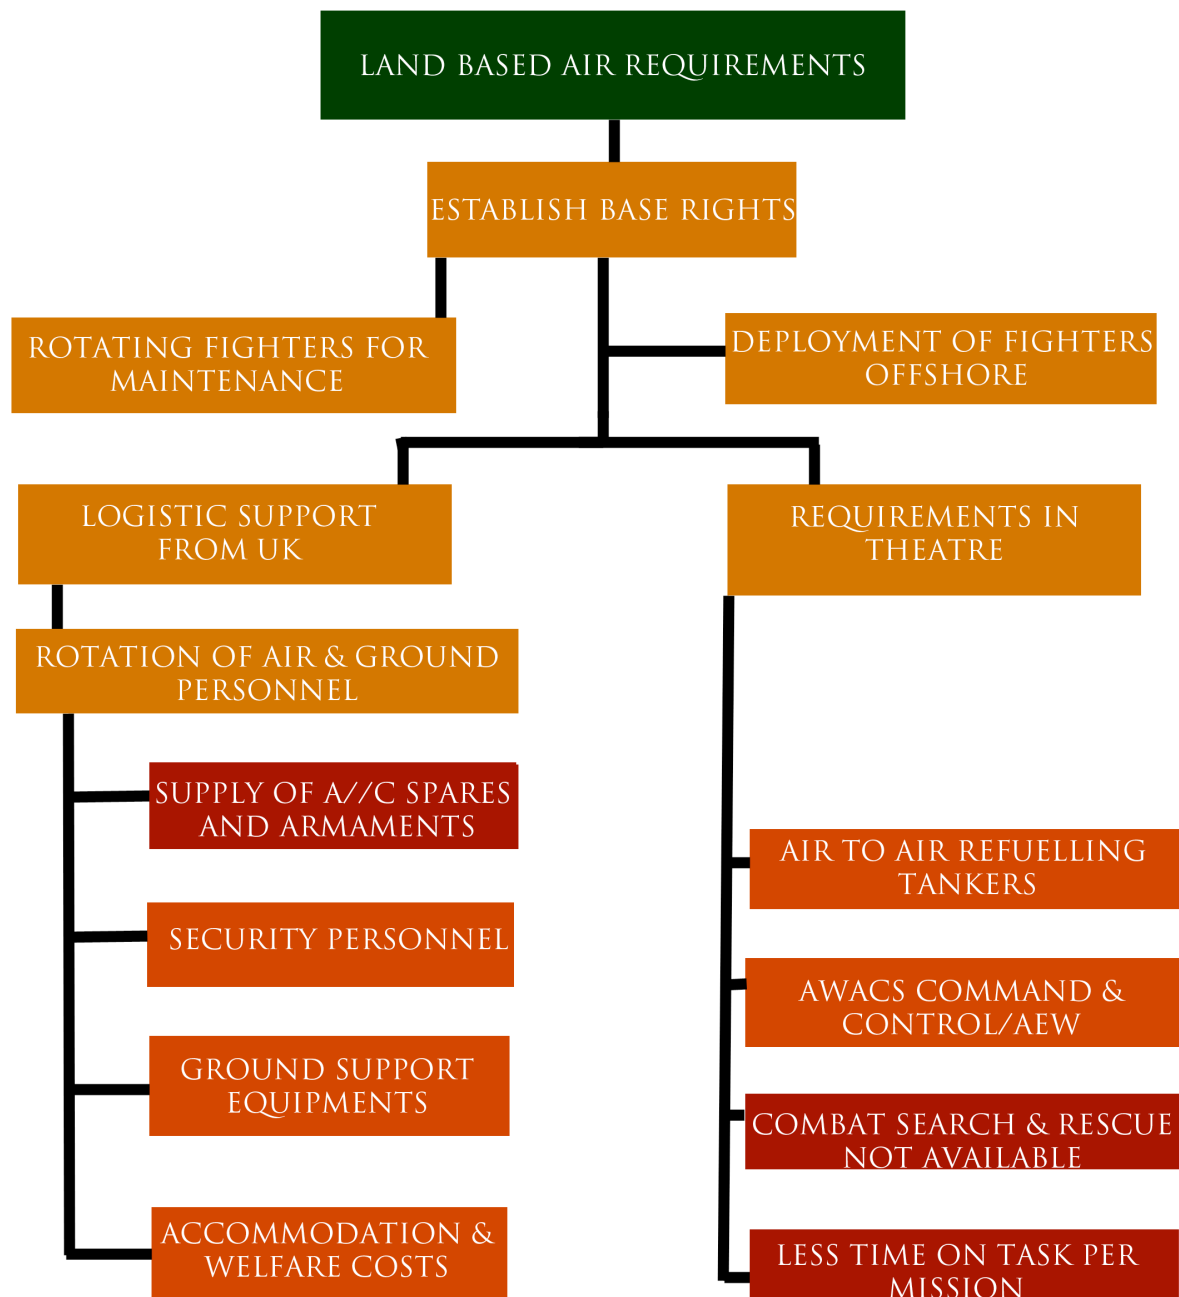 LAND BASED AIR REQUIREMENTS
ESTABLISH BASE RIGHTS
ROTATING FIGHTERS FOR
MAINTENANCE
DEPLOYMENT OF FIGHTERS
OFFSHORE
LOGISTIC SUPPORT
FROM UK
REQUIREMENTS IN
THEATRE
ROTATION OF AIR & GROUND
PERSONNEL
SUPPLY OF A//C SPARES
AND ARMAMENTS
SECURITY PERSONNEL
GROUND SUPPORT
EQUIPMENTS
ACCOMMODATION &
WELFARE COSTS
AIR TO AIR REFUELLING
TANKERS
AWACS COMMAND &
CONTROL/AEW
COMBAT SEARCH & RESCUE
NOT AVAILABLE
LESS TIME ON TASK PER
MISSION